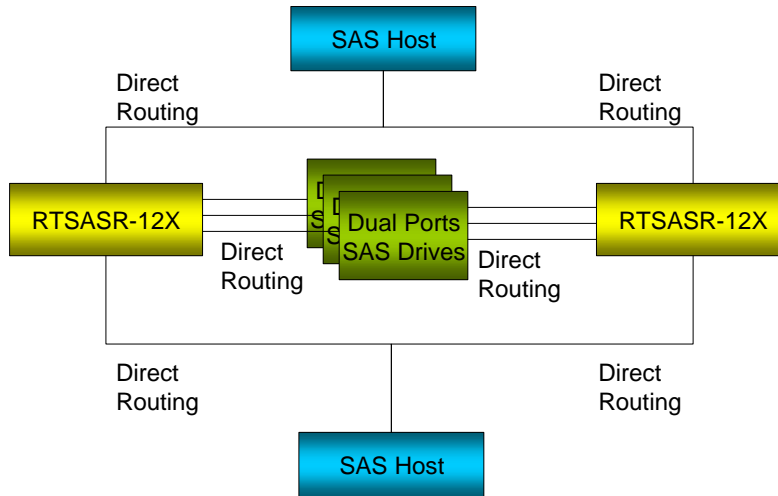 SAS Host
Direct
Routing
Direct
Routing
RTSASR-12X
D
S
D
S
Dual Ports
SAS Drives
RTSASR-12X
Direct
Routing
Direct
Routing
Direct
Routing
Direct
Routing
SAS Host